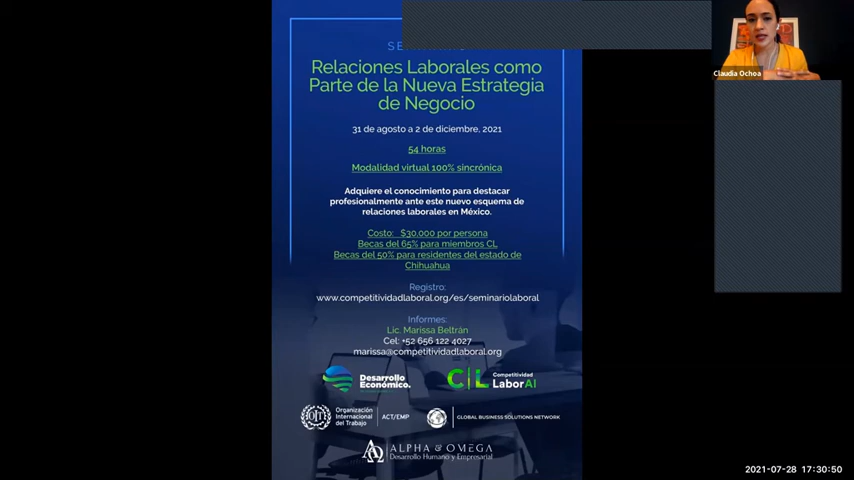 Relaciones Laborales como
Parte de la Nueva Estrategia
de Negocio
31 de agosto a 2 de diciembre, 2021
54 horas
Modalidad virtual 100% sincrónica
Adquiere el conocimiento para destacar
profesionalmente ante este nuevo esquema de
relaciones laborales en México.
Costo: $30,000 por persona
Becas del 65% para miembros CL
Becas del 50% para residentes del estado de
Chihuahua
Registro:
www.competitividadlaboral.org/es/seminariolaboral
Informes:
Lic. Marissa Beltrán
Cel: +52 656 122 4027
marissa@competitividadlaboral.org
Desarrollo
Económico.
C|L
Competitividad
LaborAl
Organización
Internacional
del Trabajo
ACT/EMP
GLOBAL BUSINESS SOLUTIONS NETWORK
ALPHA & OMEGA
Desarrollo Humano y Empresarial
Claudia Ochoa
2021-07-28 17:30:50